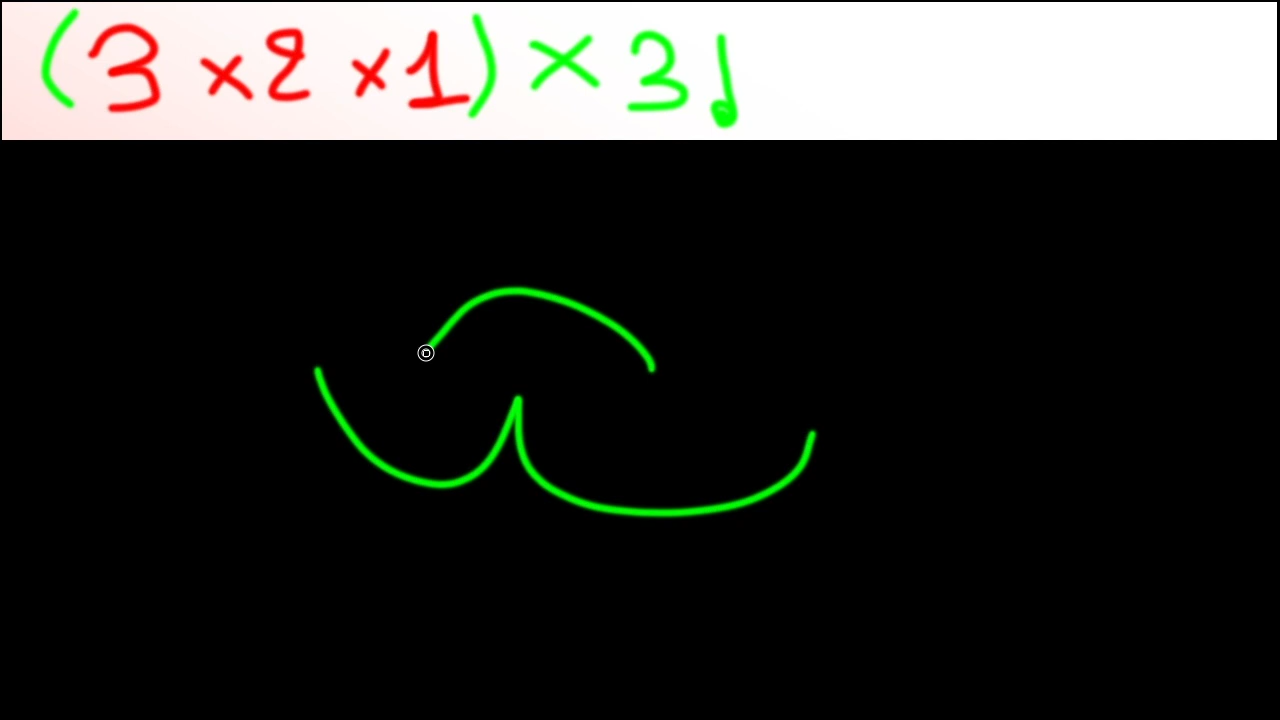 (3 × 2 × 1) × 3!